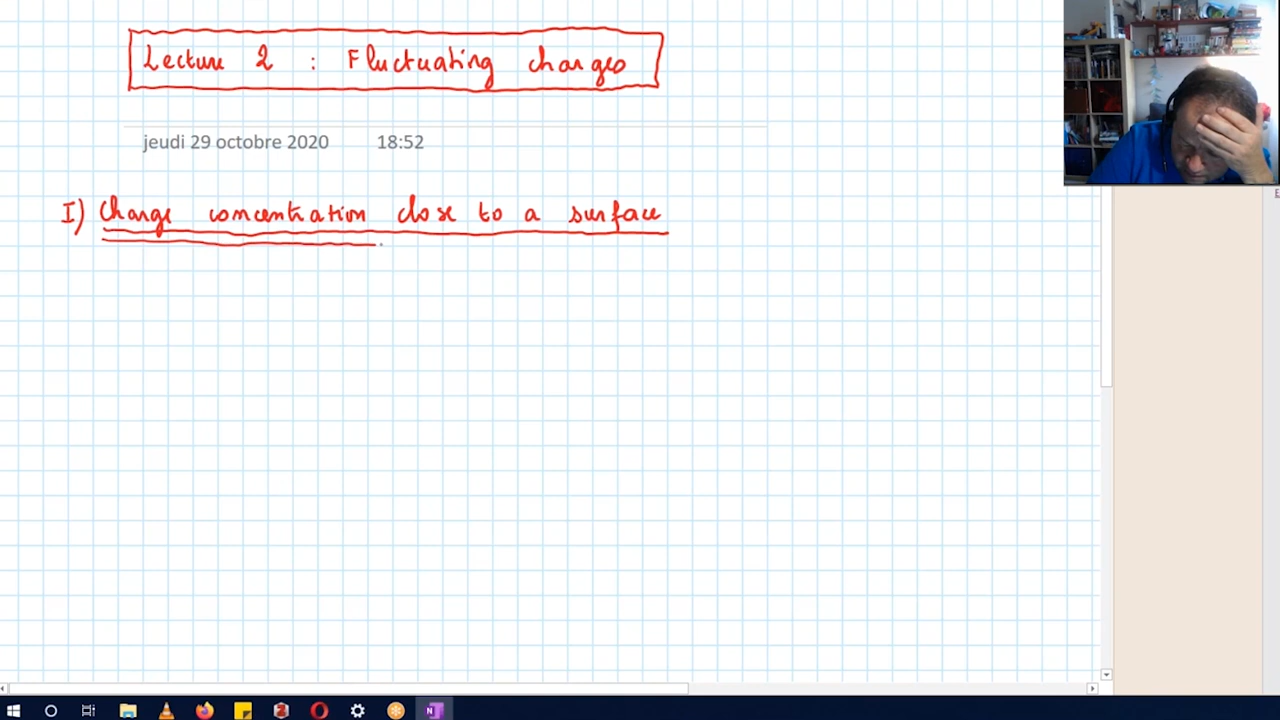 Lecture 2 : Fluctuating charges
jeudi 29 octobre 2020 18:52
I) Charge concentration close to a surface